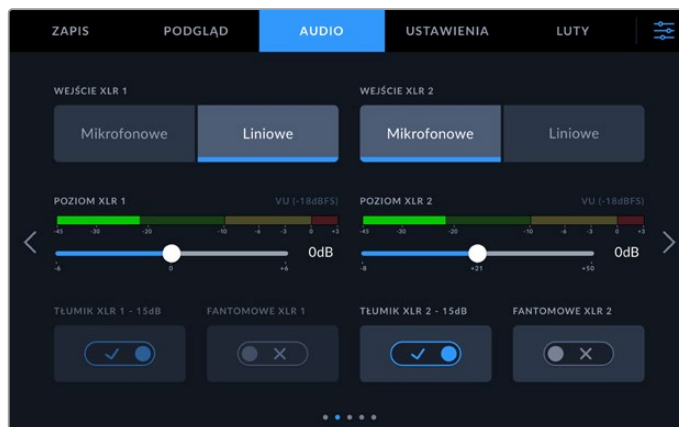 ZAPIS PODGLĄD AUDIO USTAWIENIA LUTY
WEJŚCIE XLR 1 WEJŚCIE XLR 2
Mikrofonowe Liniowe Mikrofonowe Liniowe
POZIOM XLR 1 VU (-18dBFS) POZIOM XLR 2 VU (-18dBFS)
-45 -30 -20 -10 -6 -3 0 +3 -45 -30 -20 -10 -6 -3 0 +3
0dB 0dB
-6 0 +6 -8 +21 +50
TŁUMIK XLR 1 - 15dB FANTOMOWE XLR 1 TŁUMIK XLR 2 - 15dB FANTOMOWE XLR 2